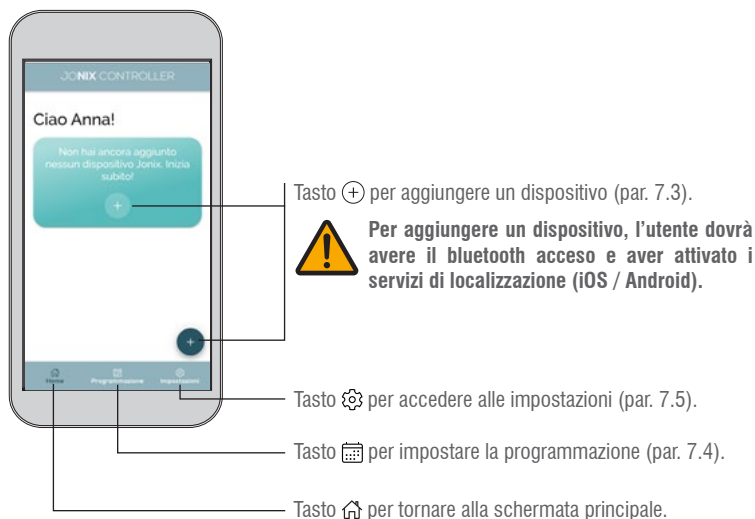 JONIX CONTROLLER
Ciao Anna!
Non hai ancora aggiunto
nessun dispositivo Jonix. Inizia
subito!
Home Programmazione Impostazioni
Tasto + per aggiungere un dispositivo (par. 7.3).
Per aggiungere un dispositivo, l’utente dovrà
avere il bluetooth acceso e aver attivato i
servizi di localizzazione (iOS / Android).
Tasto per accedere alle impostazioni (par. 7.5).
Tasto per impostare la programmazione (par. 7.4).
Tasto per tornare alla schermata principale.